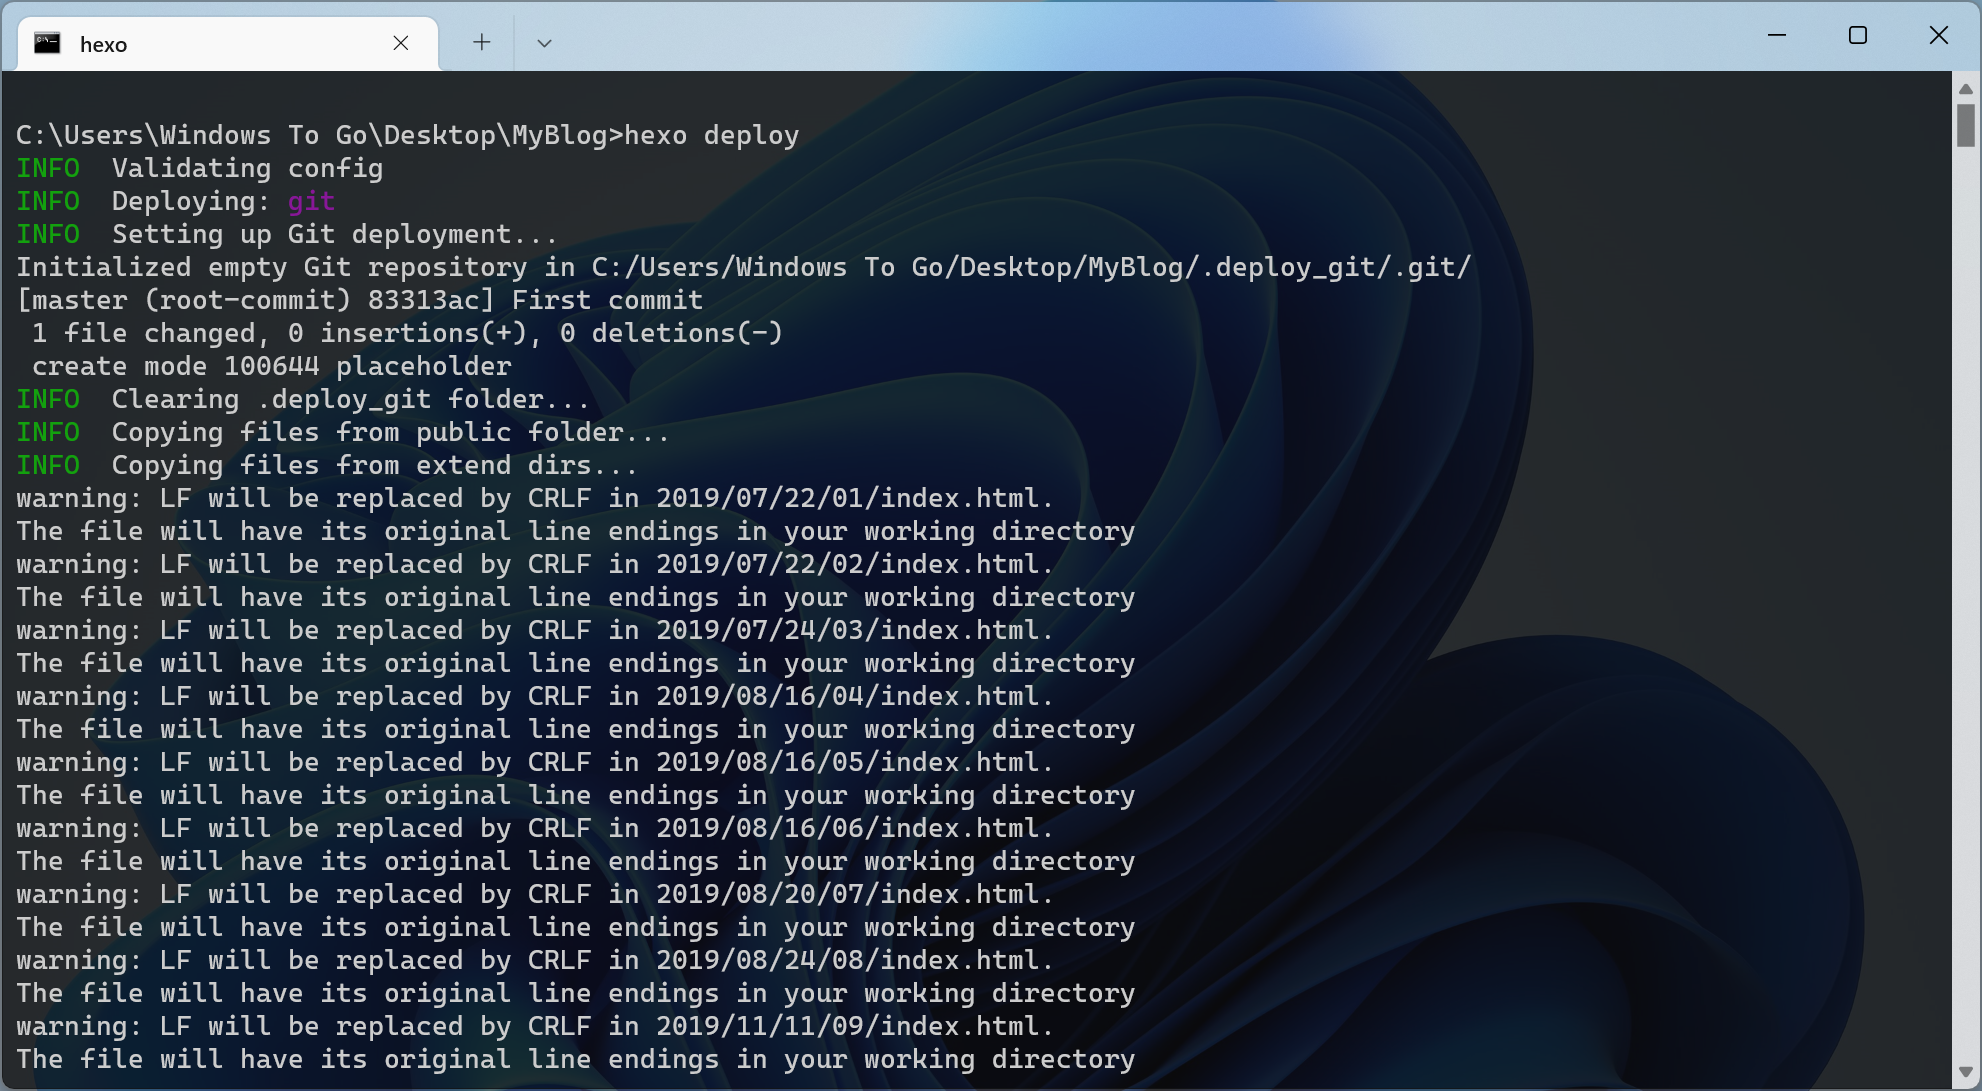 hexo
C:\Users\Windows To Go\Desktop\MyBlog>hexo deploy
INFO  Validating config
INFO  Deploying: git
INFO  Setting up Git deployment...
Initialized empty Git repository in C:/Users/Windows To Go/Desktop/MyBlog/.deploy_git/.git/
[master (root-commit) 83313ac] First commit
 1 file changed, 0 insertions(+), 0 deletions(-)
 create mode 100644 placeholder
INFO  Clearing .deploy_git folder...
INFO  Copying files from public folder...
INFO  Copying files from extend dirs...
warning: LF will be replaced by CRLF in 2019/07/22/01/index.html.
The file will have its original line endings in your working directory
warning: LF will be replaced by CRLF in 2019/07/22/02/index.html.
The file will have its original line endings in your working directory
warning: LF will be replaced by CRLF in 2019/07/24/03/index.html.
The file will have its original line endings in your working directory
warning: LF will be replaced by CRLF in 2019/08/16/04/index.html.
The file will have its original line endings in your working directory
warning: LF will be replaced by CRLF in 2019/08/16/05/index.html.
The file will have its original line endings in your working directory
warning: LF will be replaced by CRLF in 2019/08/16/06/index.html.
The file will have its original line endings in your working directory
warning: LF will be replaced by CRLF in 2019/08/20/07/index.html.
The file will have its original line endings in your working directory
warning: LF will be replaced by CRLF in 2019/08/24/08/index.html.
The file will have its original line endings in your working directory
warning: LF will be replaced by CRLF in 2019/11/11/09/index.html.
The file will have its original line endings in your working directory